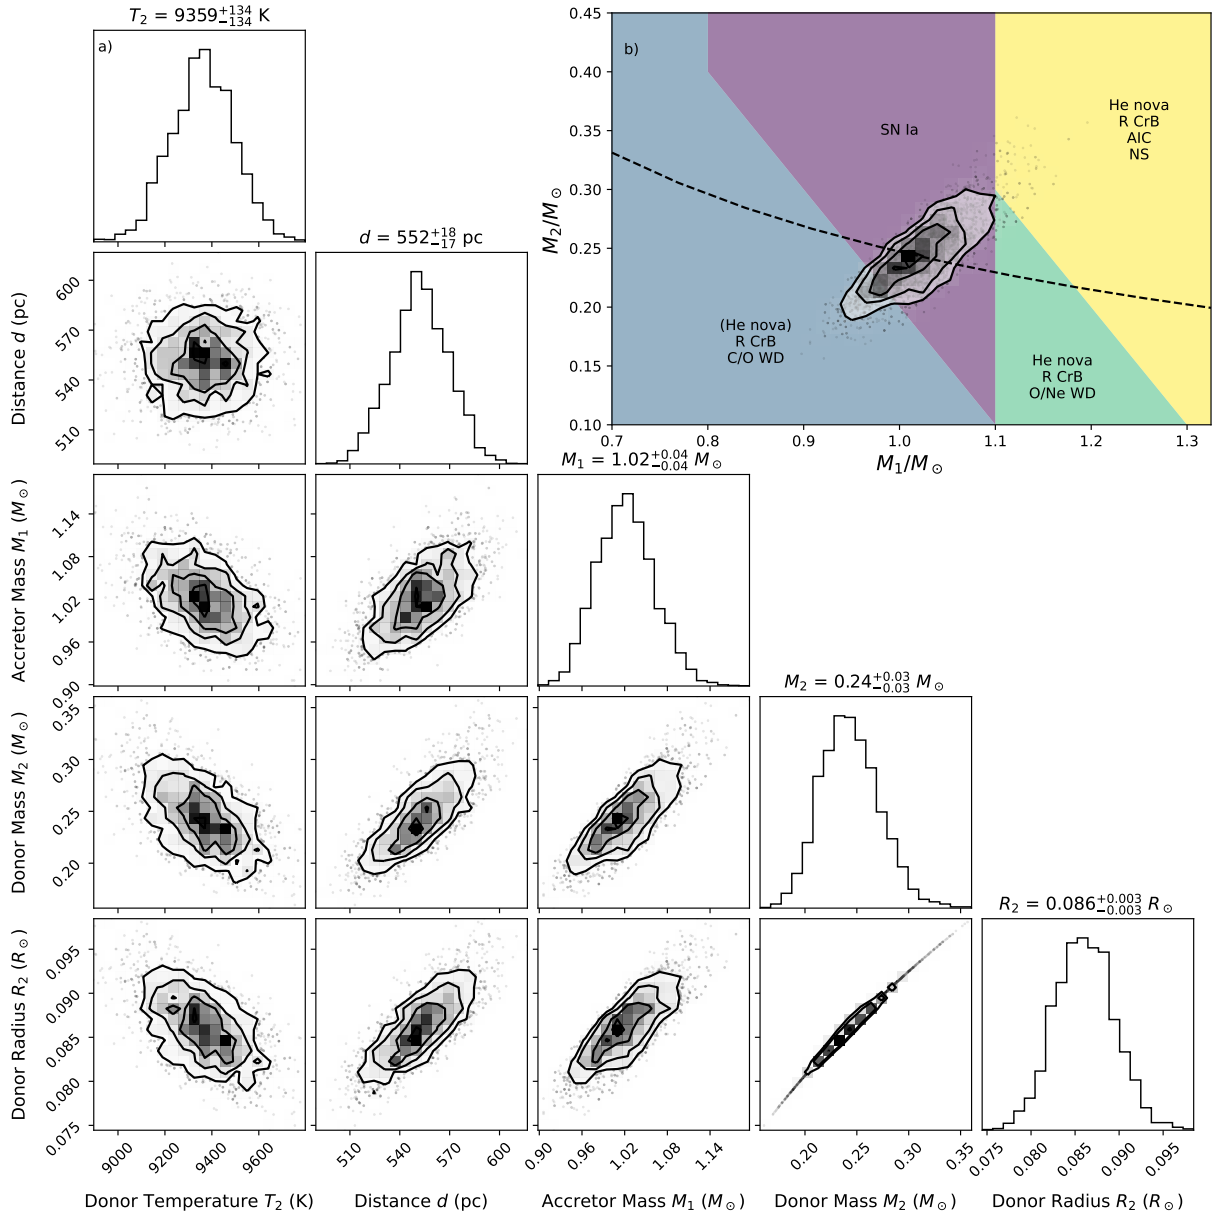 T₂ = 9359⁺¹³⁴₋₁₃₄ K
a)
b)
0.45
0.40
0.35
0.30
0.25
0.20
0.15
0.10
M₂/M⊙
SN Ia
He nova
R CrB
AIC
NS
(He nova)
R CrB
C/O WD
He nova
R CrB
O/Ne WD
0.7
0.8
0.9
1.0
1.1
1.2
1.3
M₁/M⊙
d = 552⁺¹⁸₋₁₇ pc
Distance d (pc)
600
570
540
510
M₁ = 1.02⁺⁰·⁰⁴₋₀.₀₄ M⊙
Accretor Mass M₁ (M⊙)
1.14
1.08
1.02
0.96
0.90
M₂ = 0.24⁺⁰·⁰³₋₀.₀₃ M⊙
Donor Mass M₂ (M⊙)
0.35
0.30
0.25
0.20
R₂ = 0.086⁺⁰·⁰⁰³₋₀.₀₀₃ R⊙
Donor Radius R₂ (R⊙)
0.095
0.090
0.085
0.080
0.075
9000
9200
9400
9600
Donor Temperature T₂ (K)
510
540
570
600
Distance d (pc)
0.90
0.96
1.02
1.08
1.14
Accretor Mass M₁ (M⊙)
0.20
0.25
0.30
0.35
Donor Mass M₂ (M⊙)
0.075
0.080
0.085
0.090
0.095
Donor Radius R₂ (R⊙)